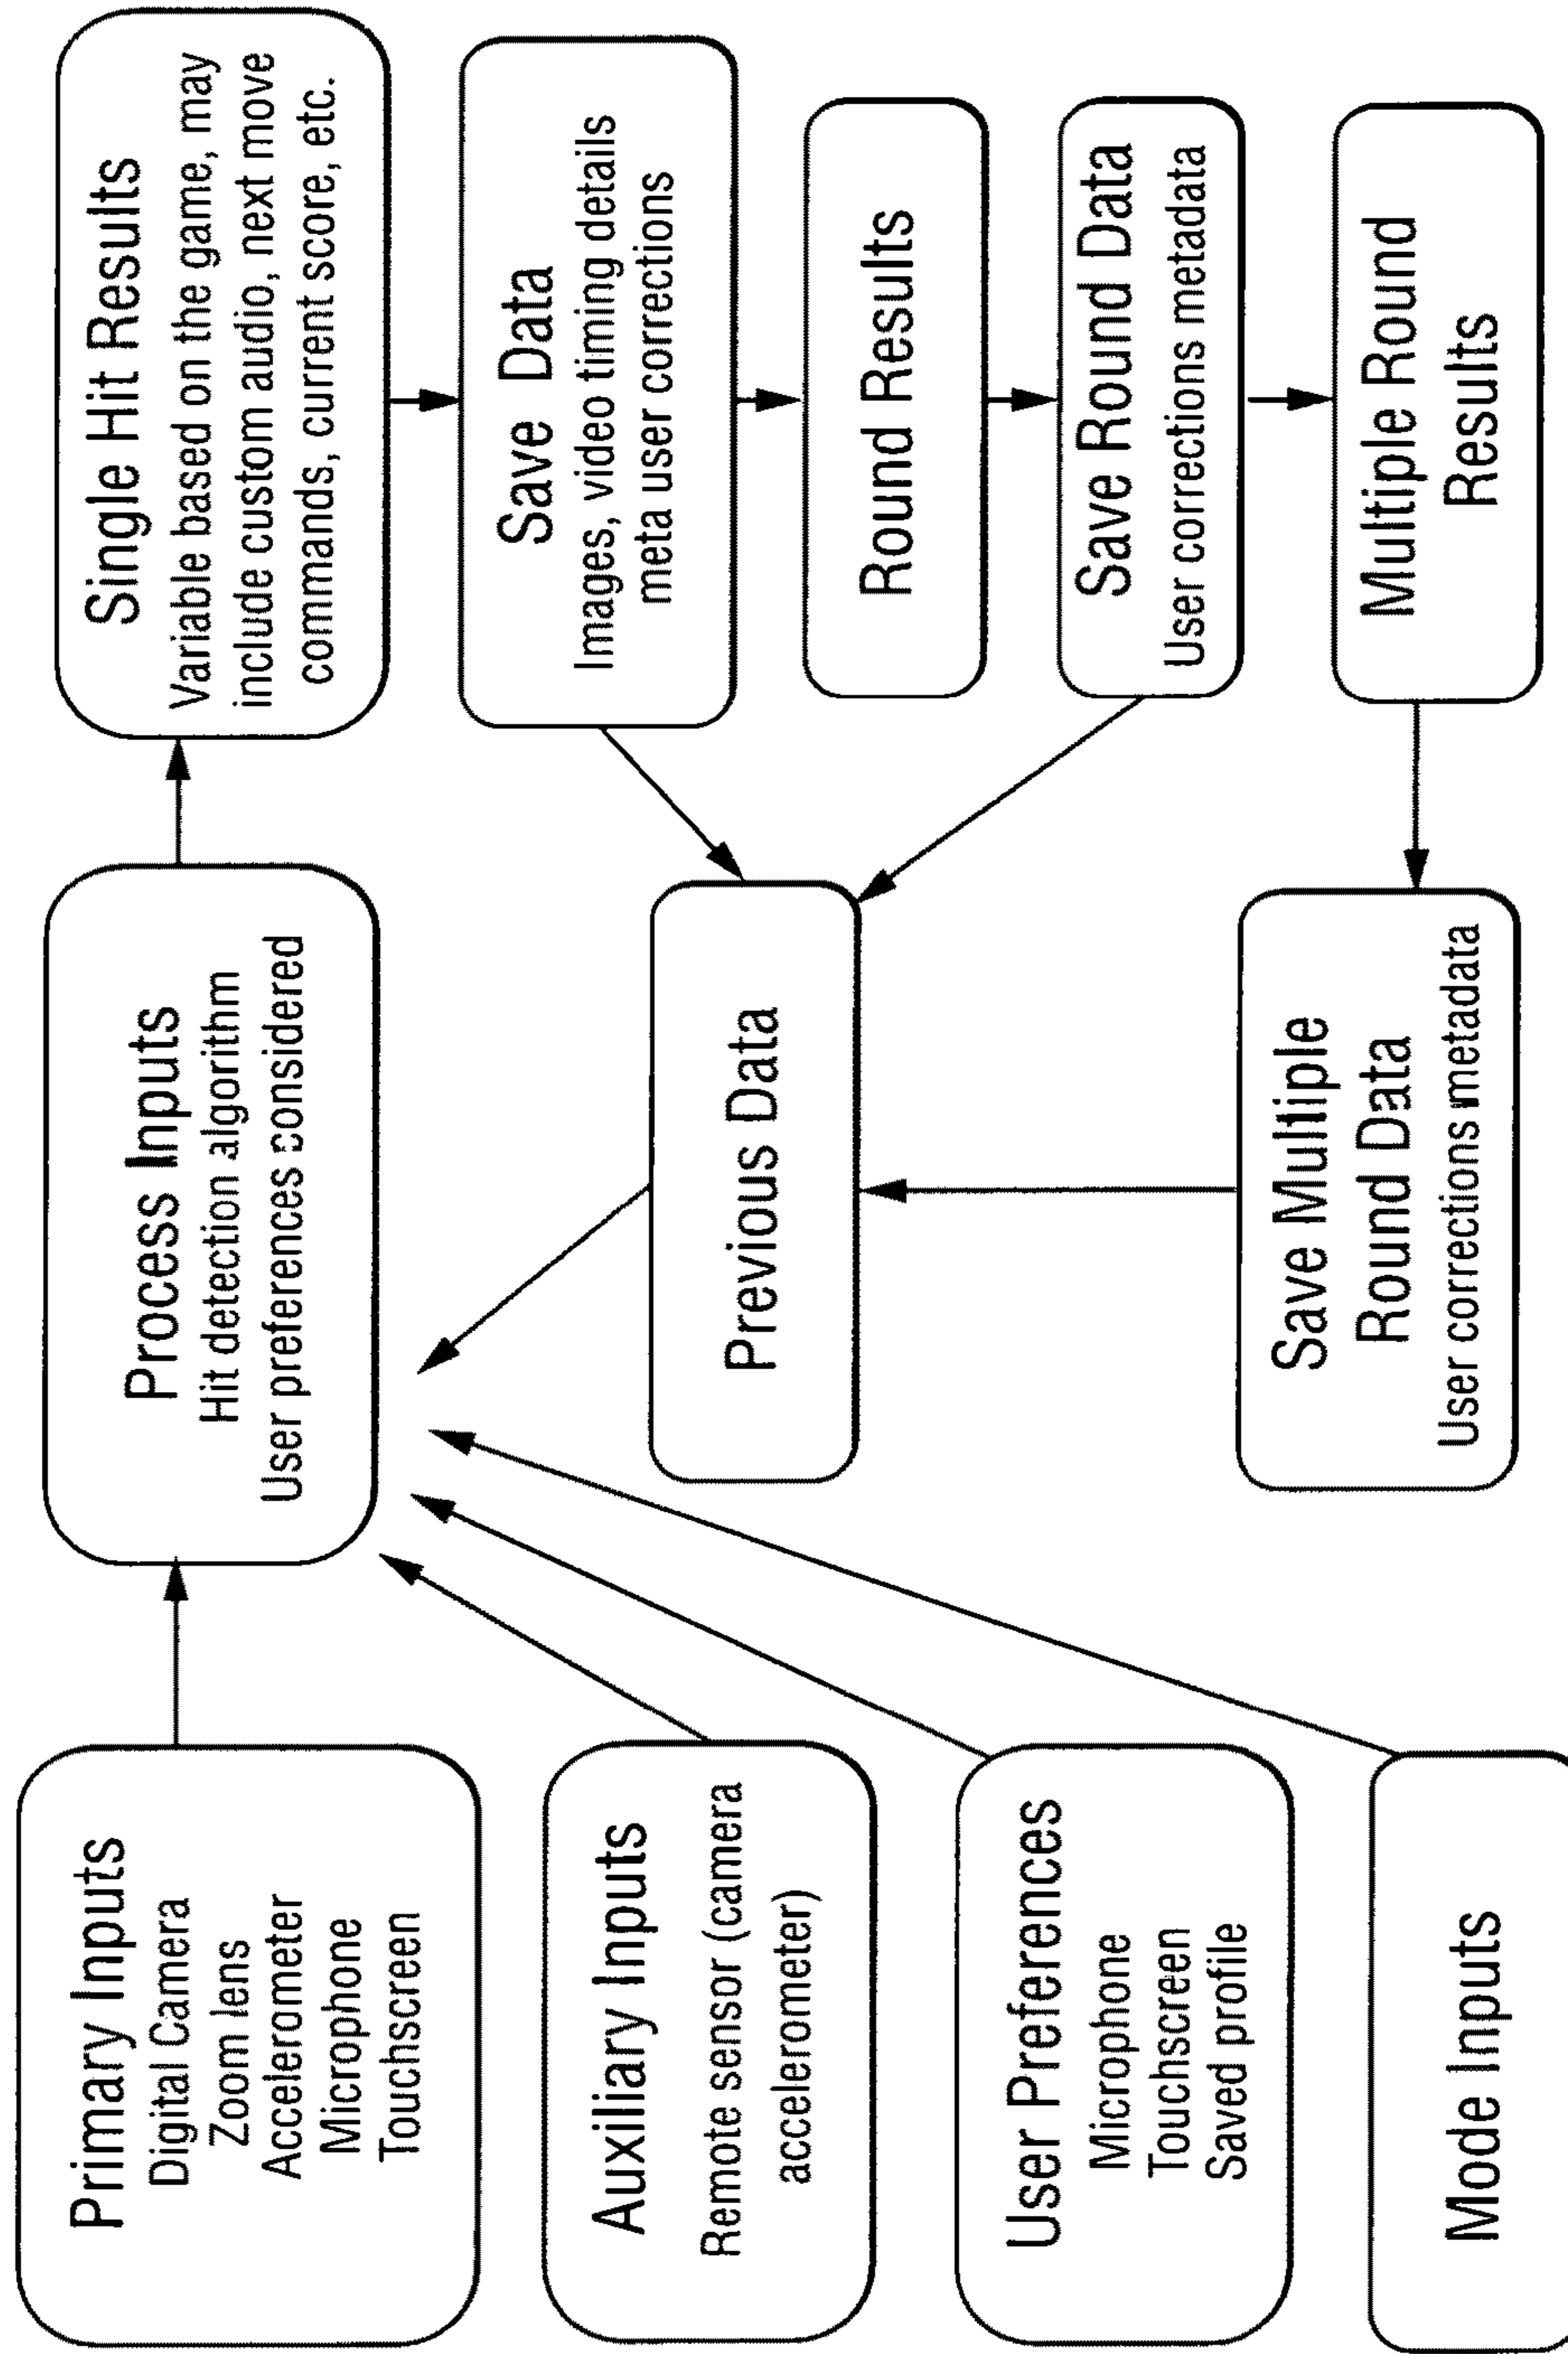 Primary Inputs
Digital Camera
Zoom lens
Accelerometer
Microphone
Touchscreen
Auxiliary Inputs
Remote sensor (camera
accelerometer)
User Preferences
Microphone
Touchscreen
Saved profile
Mode Inputs
Process Inputs
Hit detection algorithm
User preferences considered
Previous Data
Save Multiple
Round Data
User corrections metadata
Single Hit Results
Variable based on the game, may
include custom audio, next move
commands, current score, etc.
Save Data
Images, video timing details
meta user corrections
Round Results
Save Round Data
User corrections metadata
Multiple Round
Results